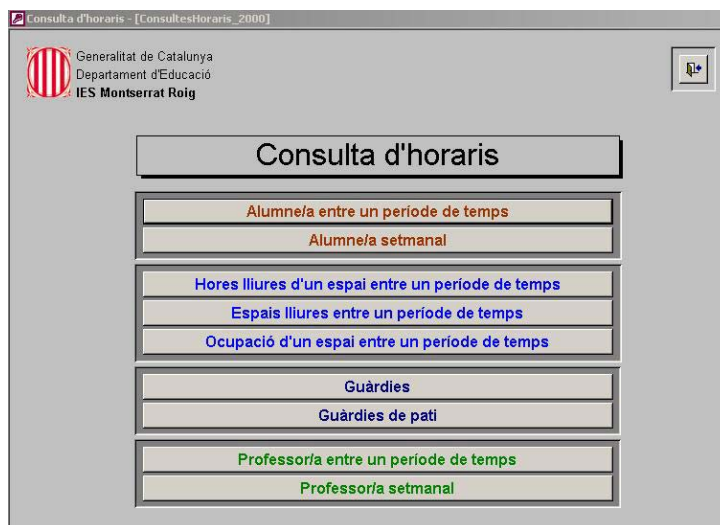 Consulta d'horaris - [ConsultesHoraris_2000]
Generalitat de Catalunya
Departament d'Educació
IES Montserrat Roig
Consulta d'horaris
Alumne/a entre un període de temps
Alumne/a setmanal
Hores lliures d'un espai entre un període de temps
Espais lliures entre un període de temps
Ocupació d'un espai entre un període de temps
Guàrdies
Guàrdies de pati
Professor/a entre un període de temps
Professor/a setmanal